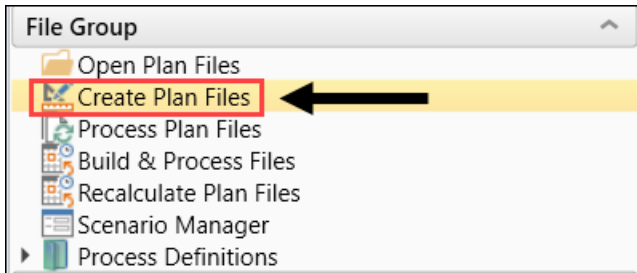 File Group
Open Plan Files
Create Plan Files
Process Plan Files
Build & Process Files
Recalculate Plan Files
Scenario Manager
Process Definitions